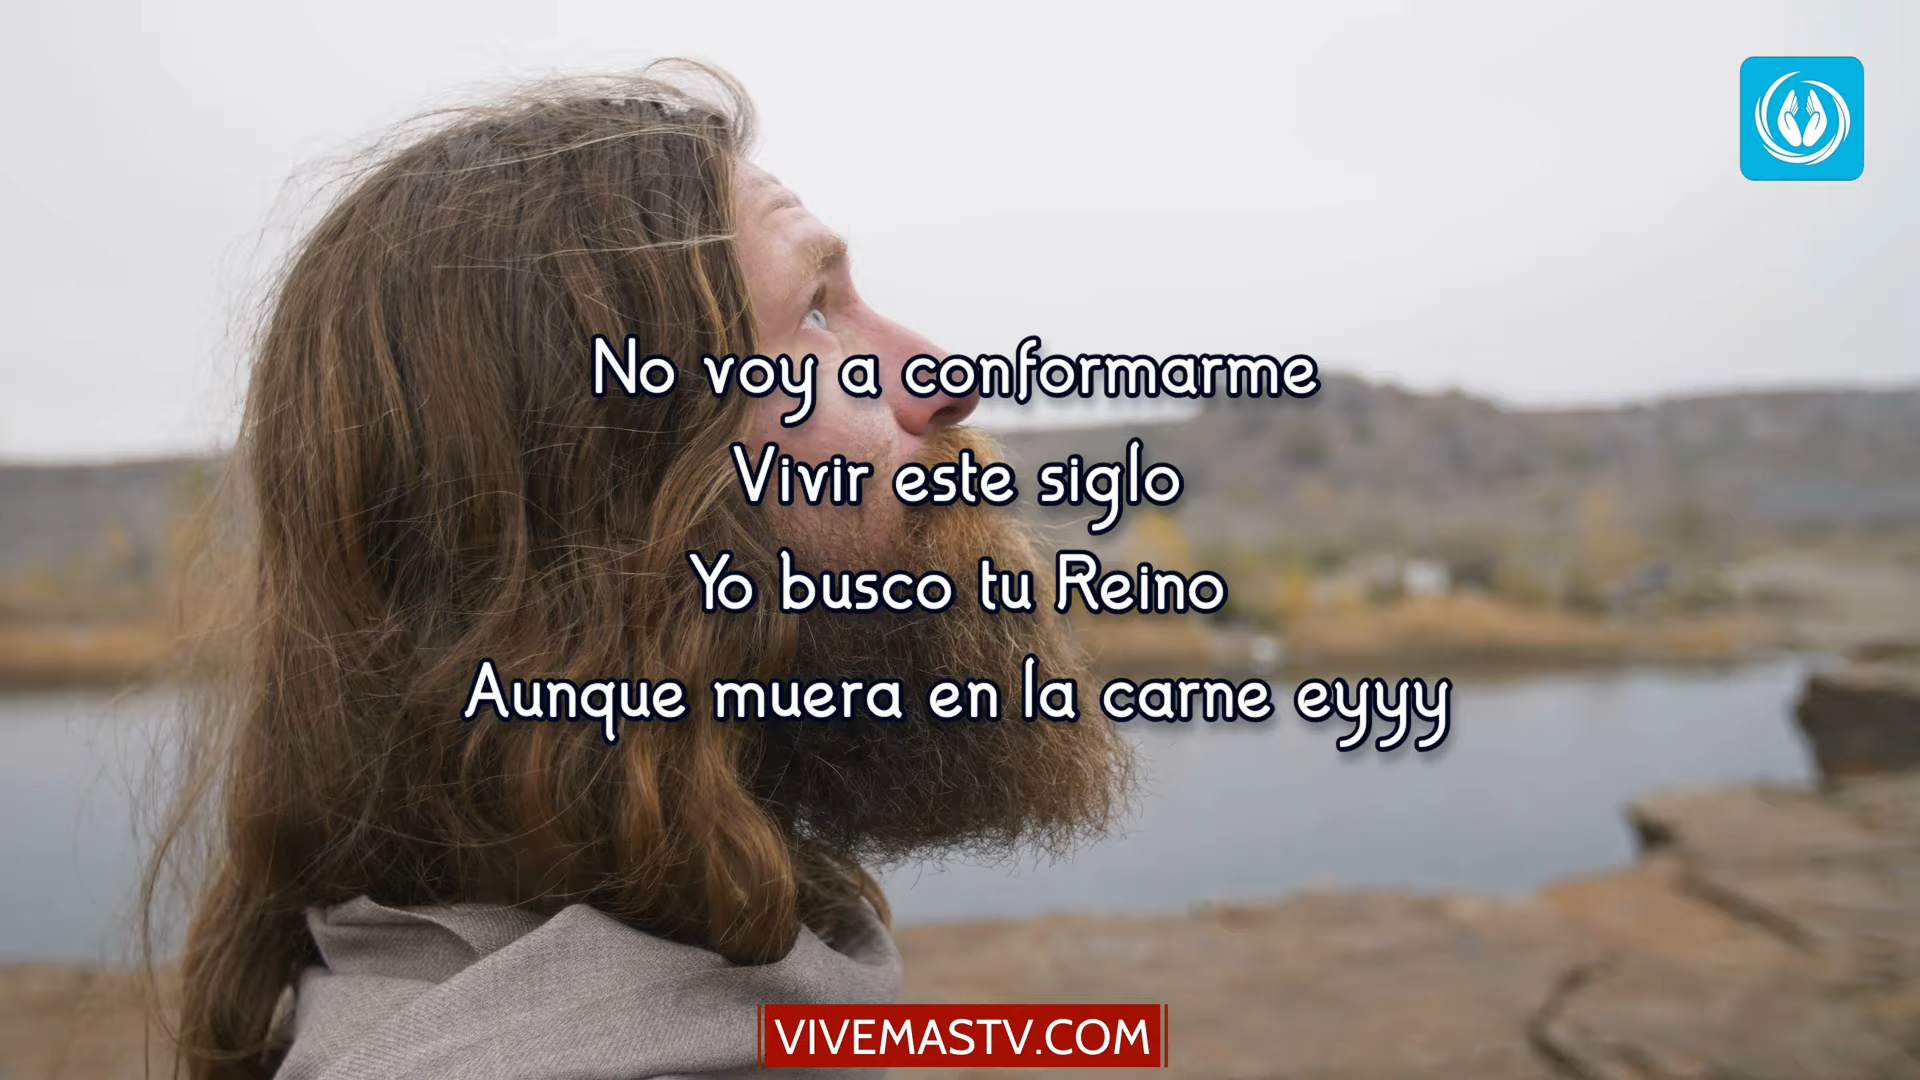 No voy a conformarme
Vivir este siglo
Yo busco tu Reino
Aunque muera en la carne eyyy
VIVEMASTV.COM